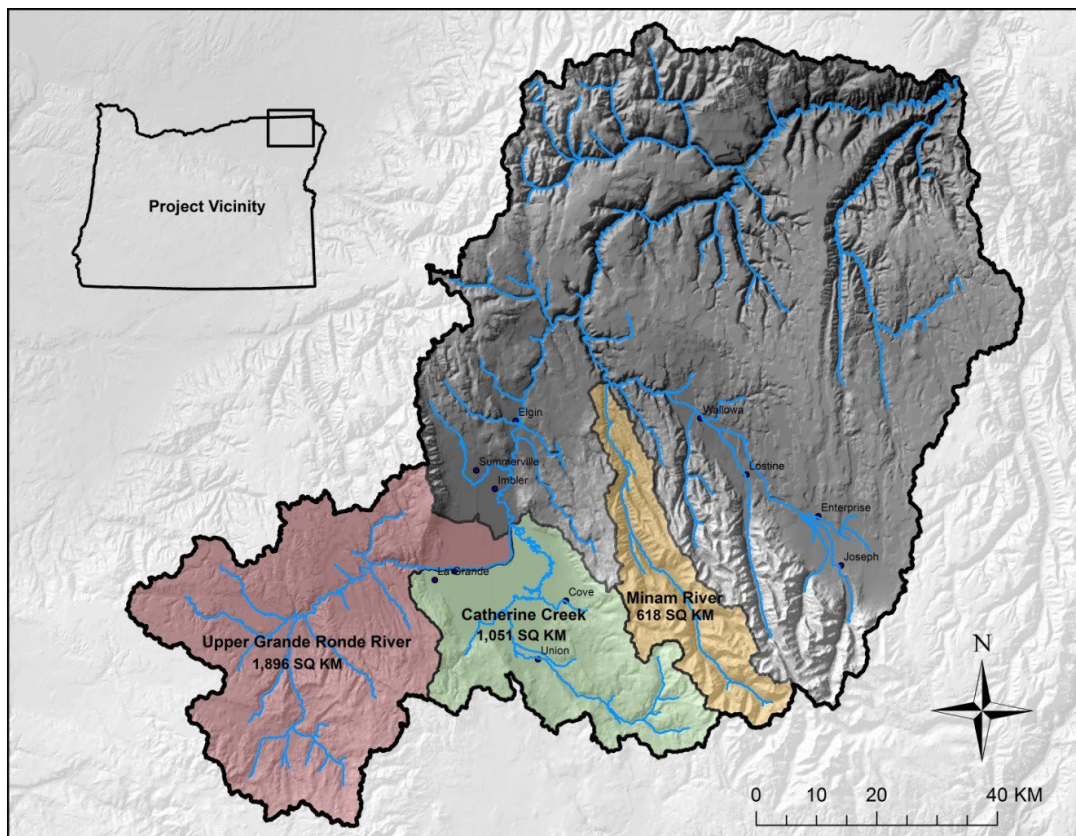 Project Vicinity
Elgin
Wallowa
Summerville
Lostine
Imbler
Enterprise
Joseph
La Grande
Cove
Minam River
618 SQ KM
Catherine Creek
1,051 SQ KM
Upper Grande Ronde River
1,896 SQ KM
Union
N
0 10 20 40 KM